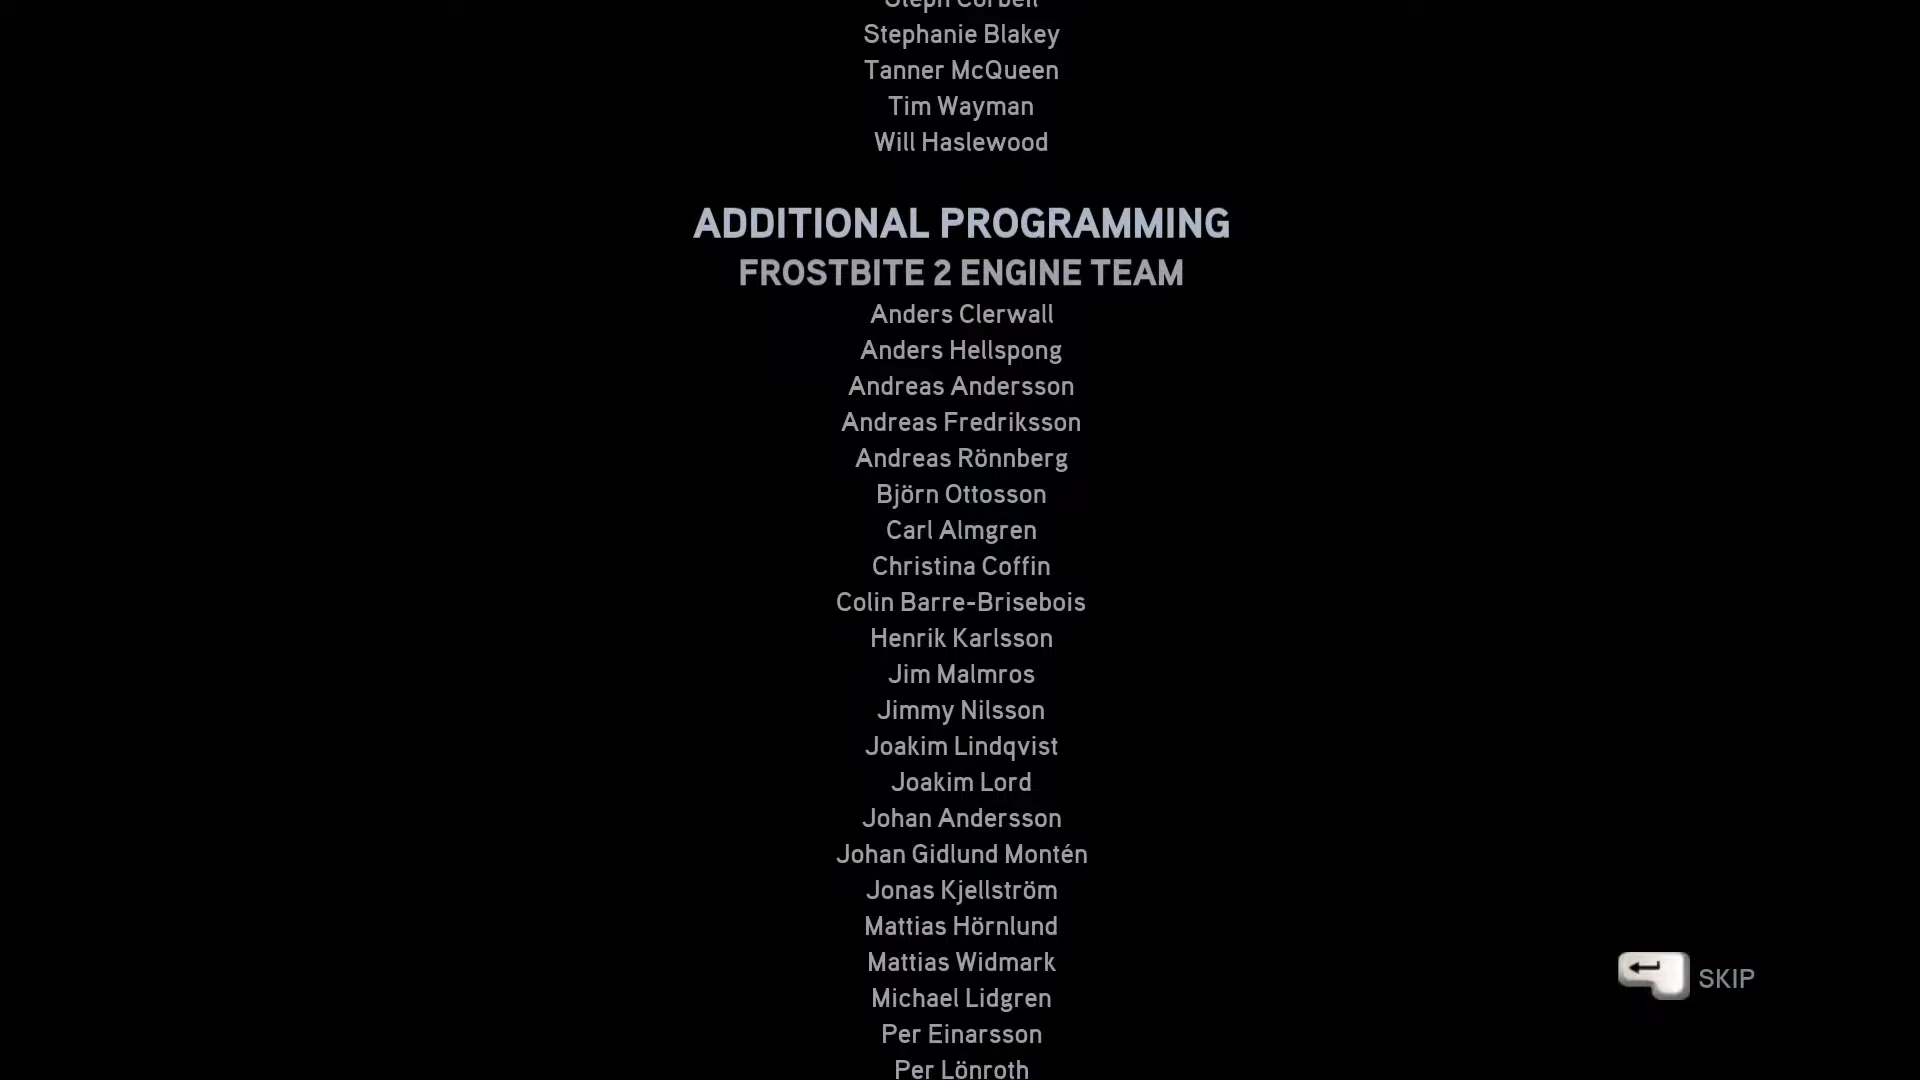 Steph Corbeil
Stephanie Blakey
Tanner McQueen
Tim Wayman
Will Haslewood
ADDITIONAL PROGRAMMING
FROSTBITE 2 ENGINE TEAM
Anders Clerwall
Anders Hellspong
Andreas Andersson
Andreas Fredriksson
Andreas Rönnberg
Björn Ottosson
Carl Almgren
Christina Coffin
Colin Barre-Brisebois
Henrik Karlsson
Jim Malmros
Jimmy Nilsson
Joakim Lindqvist
Joakim Lord
Johan Andersson
Johan Gidlund Montén
Jonas Kjellström
Mattias Hörnlund
Mattias Widmark
Michael Lidgren
Per Einarsson
Per Lönroth
SKIP